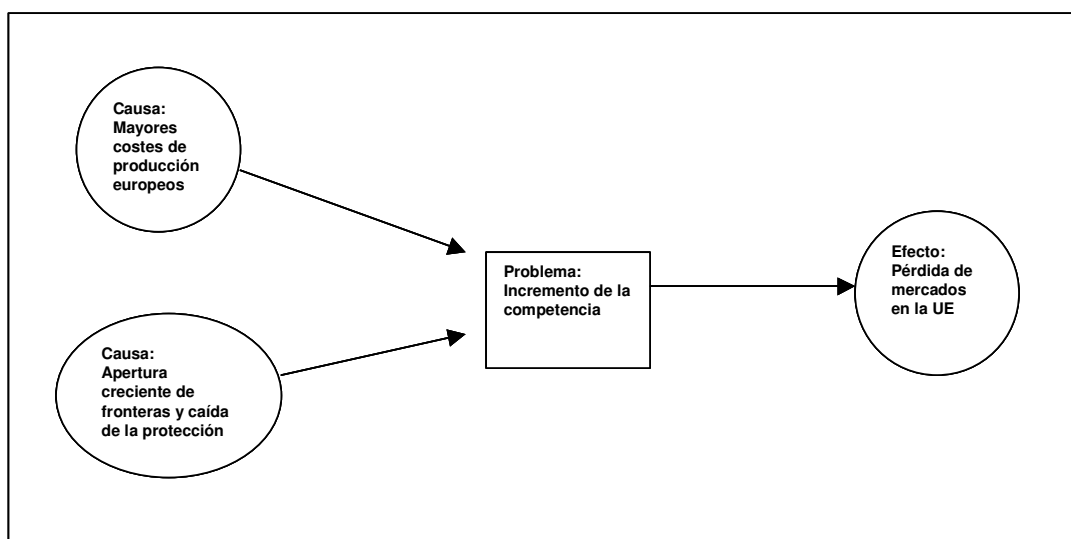 Causa:
Mayores
costes de
producción
europeos
Causa:
Apertura
creciente de
fronteras y caída
de la protección
Problema:
Incremento de la
competencia
Efecto:
Pérdida de
mercados
en la UE